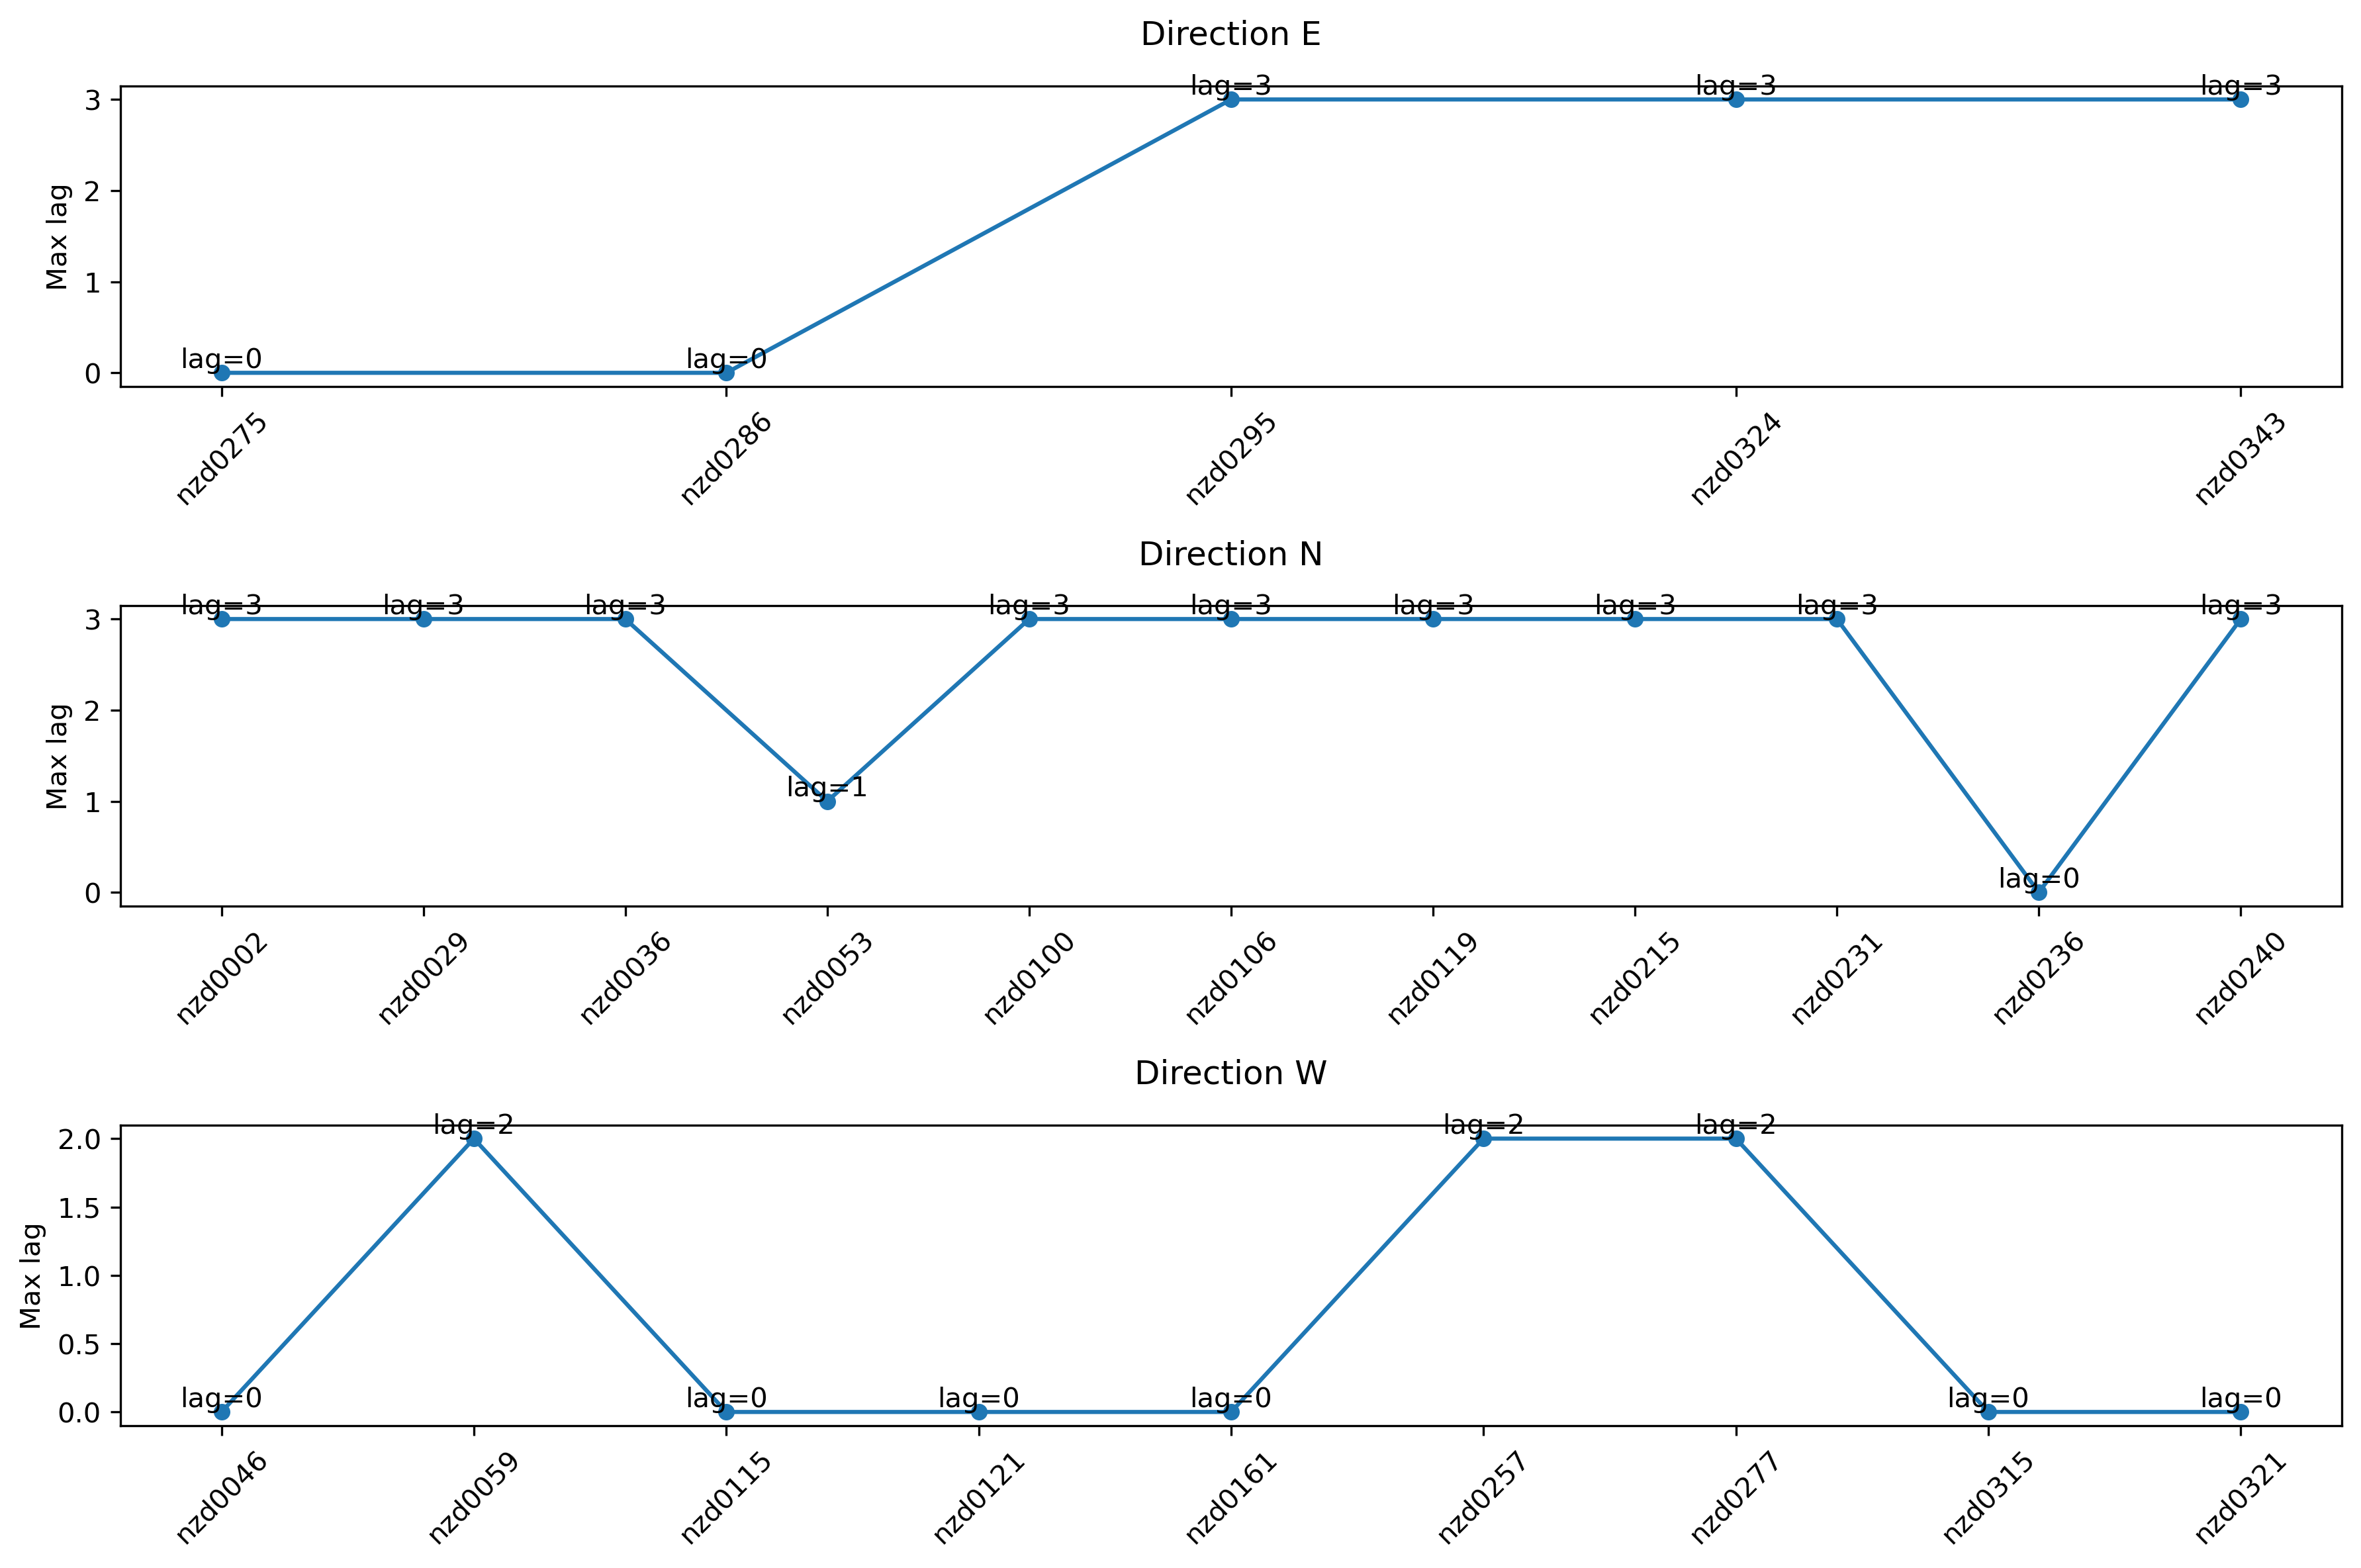 Direction E
lag=3 lag=3 lag=3
3
2
Max lag
1
lag=0 lag=0
0
nzd0275 nzd0286 nzd0295 nzd0324 nzd0343
Direction N
lag=3 lag=3 lag=3 lag=3 lag=3 lag=3 lag=3 lag=3 lag=3
3
2
Max lag
lag=1
1
lag=0
0
nzd0002 nzd0029 nzd0036 nzd0053 nzd0100 nzd0106 nzd0119 nzd0215 nzd0231 nzd0236 nzd0240
Direction W
lag=2 lag=2 lag=2
2.0
1.5
Max lag
1.0
0.5
lag=0 lag=0 lag=0 lag=0 lag=0 lag=0
0.0
nzd0046 nzd0059 nzd0115 nzd0121 nzd0161 nzd0257 nzd0277 nzd0315 nzd0321